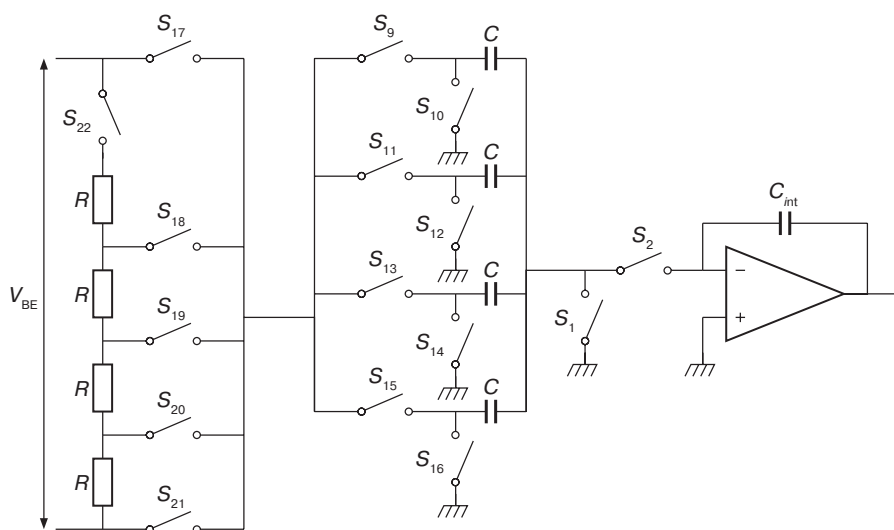 S17
S9
C
S22
S10
S11
C
R
S18
S12
Cint
S2
VBE
R
S19
S13
C
−
+
S1
S14
R
S20
S15
C
S16
R
S21